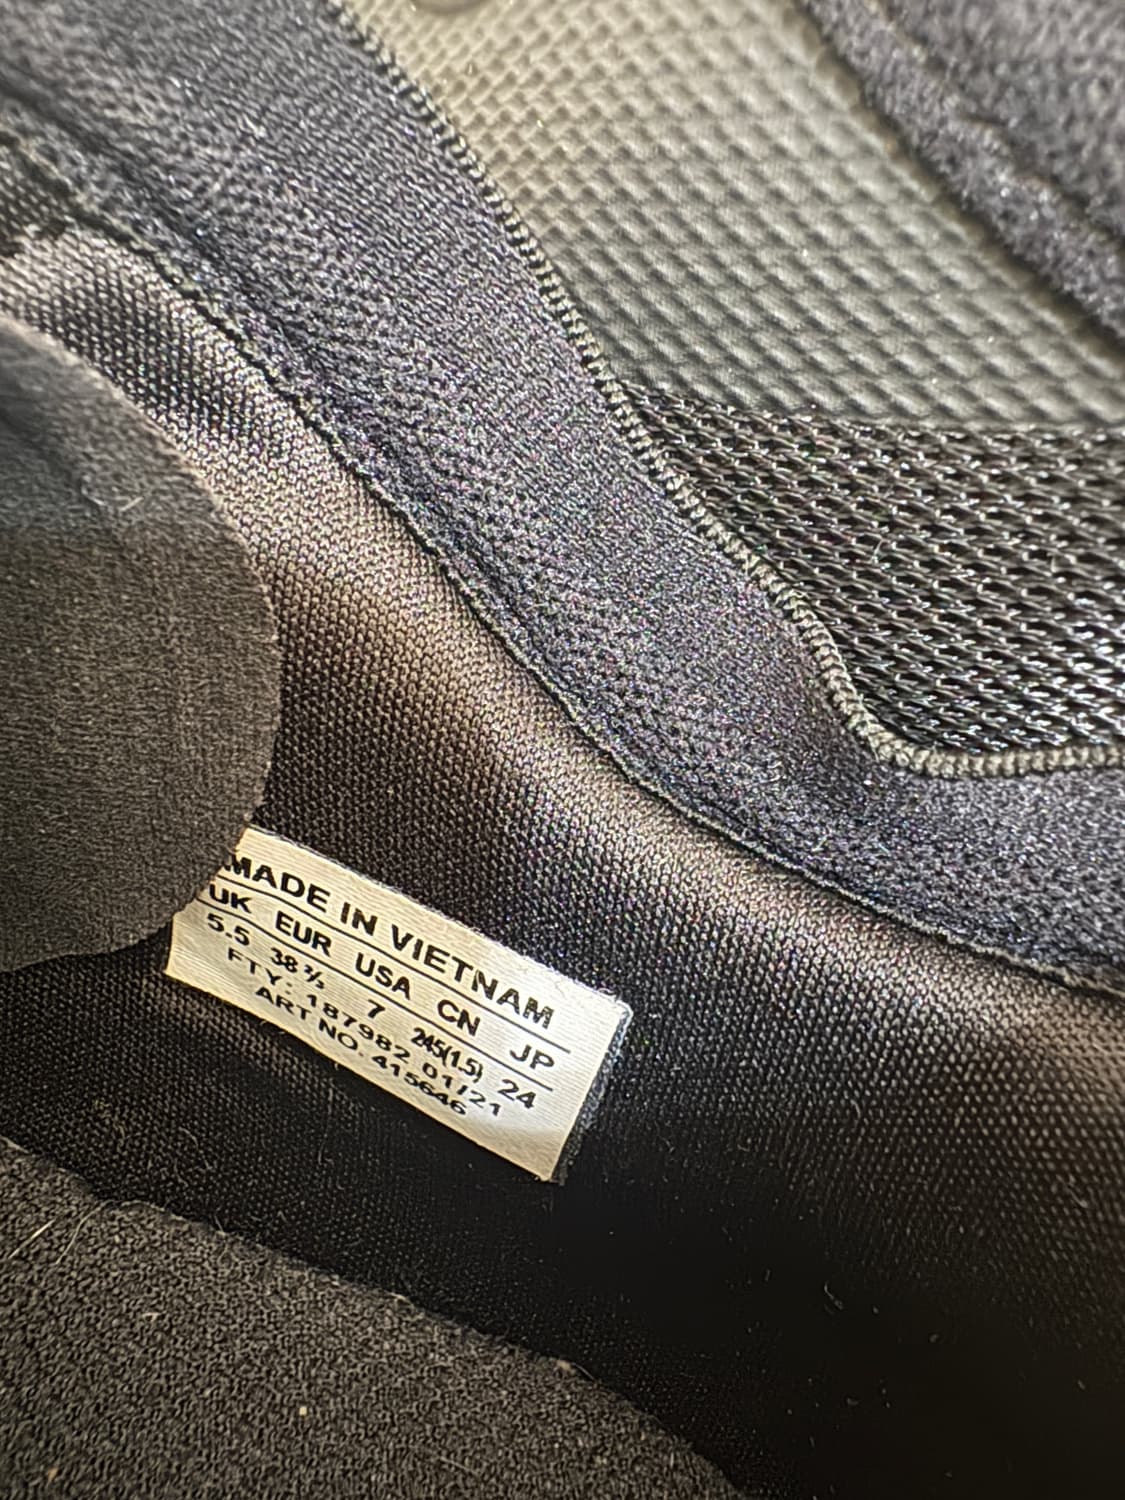 MADE IN VIETNAM
UK EUR USA CN JP
5.5 38⅔ 7 245(1.5) 24
FTY: 187982 01/21
ART NO. 415646